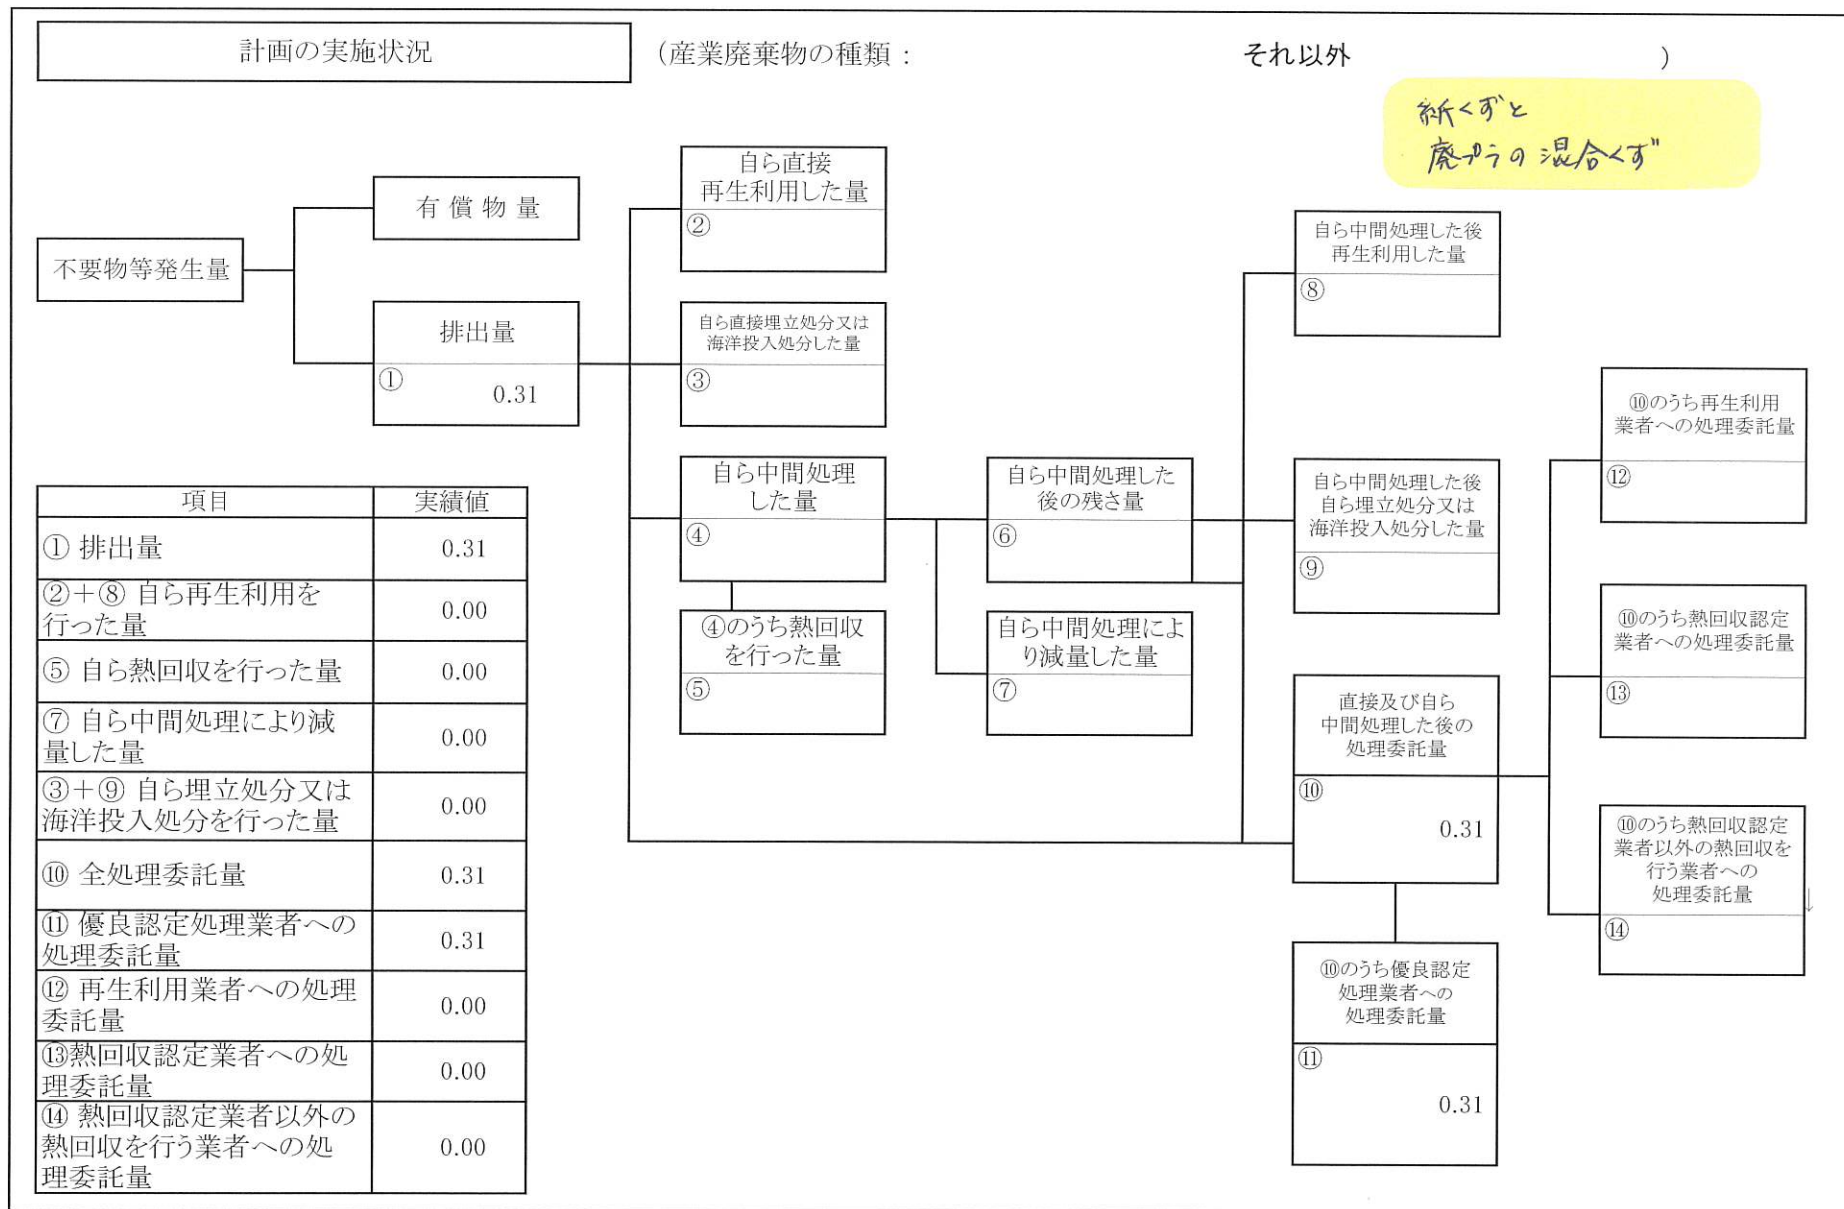 計画の実施状況
(産業廃棄物の種類: それ以外 )
紙くずと
廃プラの混合くず
不要物等発生量
有償物量
排出量
① 0.31
自ら直接
再生利用した量
②
自ら直接埋立処分又は
海洋投入処分した量
③
自ら中間処理
した量
④
④のうち熱回収
を行った量
⑤
自ら中間処理した
後の残さ量
⑥
自ら中間処理によ
り減量した量
⑦
自ら中間処理した後
再生利用した量
⑧
自ら中間処理した後
自ら埋立処分又は
海洋投入処分した量
⑨
直接及び自ら
中間処理した後の
処理委託量
⑩
0.31
⑩のうち優良認定
処理業者への
処理委託量
⑪
0.31
⑩のうち再生利用
業者への処理委託量
⑫
⑩のうち熱回収認定
業者への処理委託量
⑬
⑩のうち熱回収認定
業者以外の熱回収を
行う業者への
処理委託量
⑭
項目 実績値
① 排出量 0.31
②+⑧ 自ら再生利用を
行った量 0.00
⑤ 自ら熱回収を行った量 0.00
⑦ 自ら中間処理により減
量した量 0.00
③+⑨ 自ら埋立処分又は
海洋投入処分を行った量 0.00
⑩ 全処理委託量 0.31
⑪ 優良認定処理業者への
処理委託量 0.31
⑫ 再生利用業者への処理
委託量 0.00
⑬熱回収認定業者への処
理委託量 0.00
⑭ 熱回収認定業者以外の
熱回収を行う業者への処
理委託量 0.00